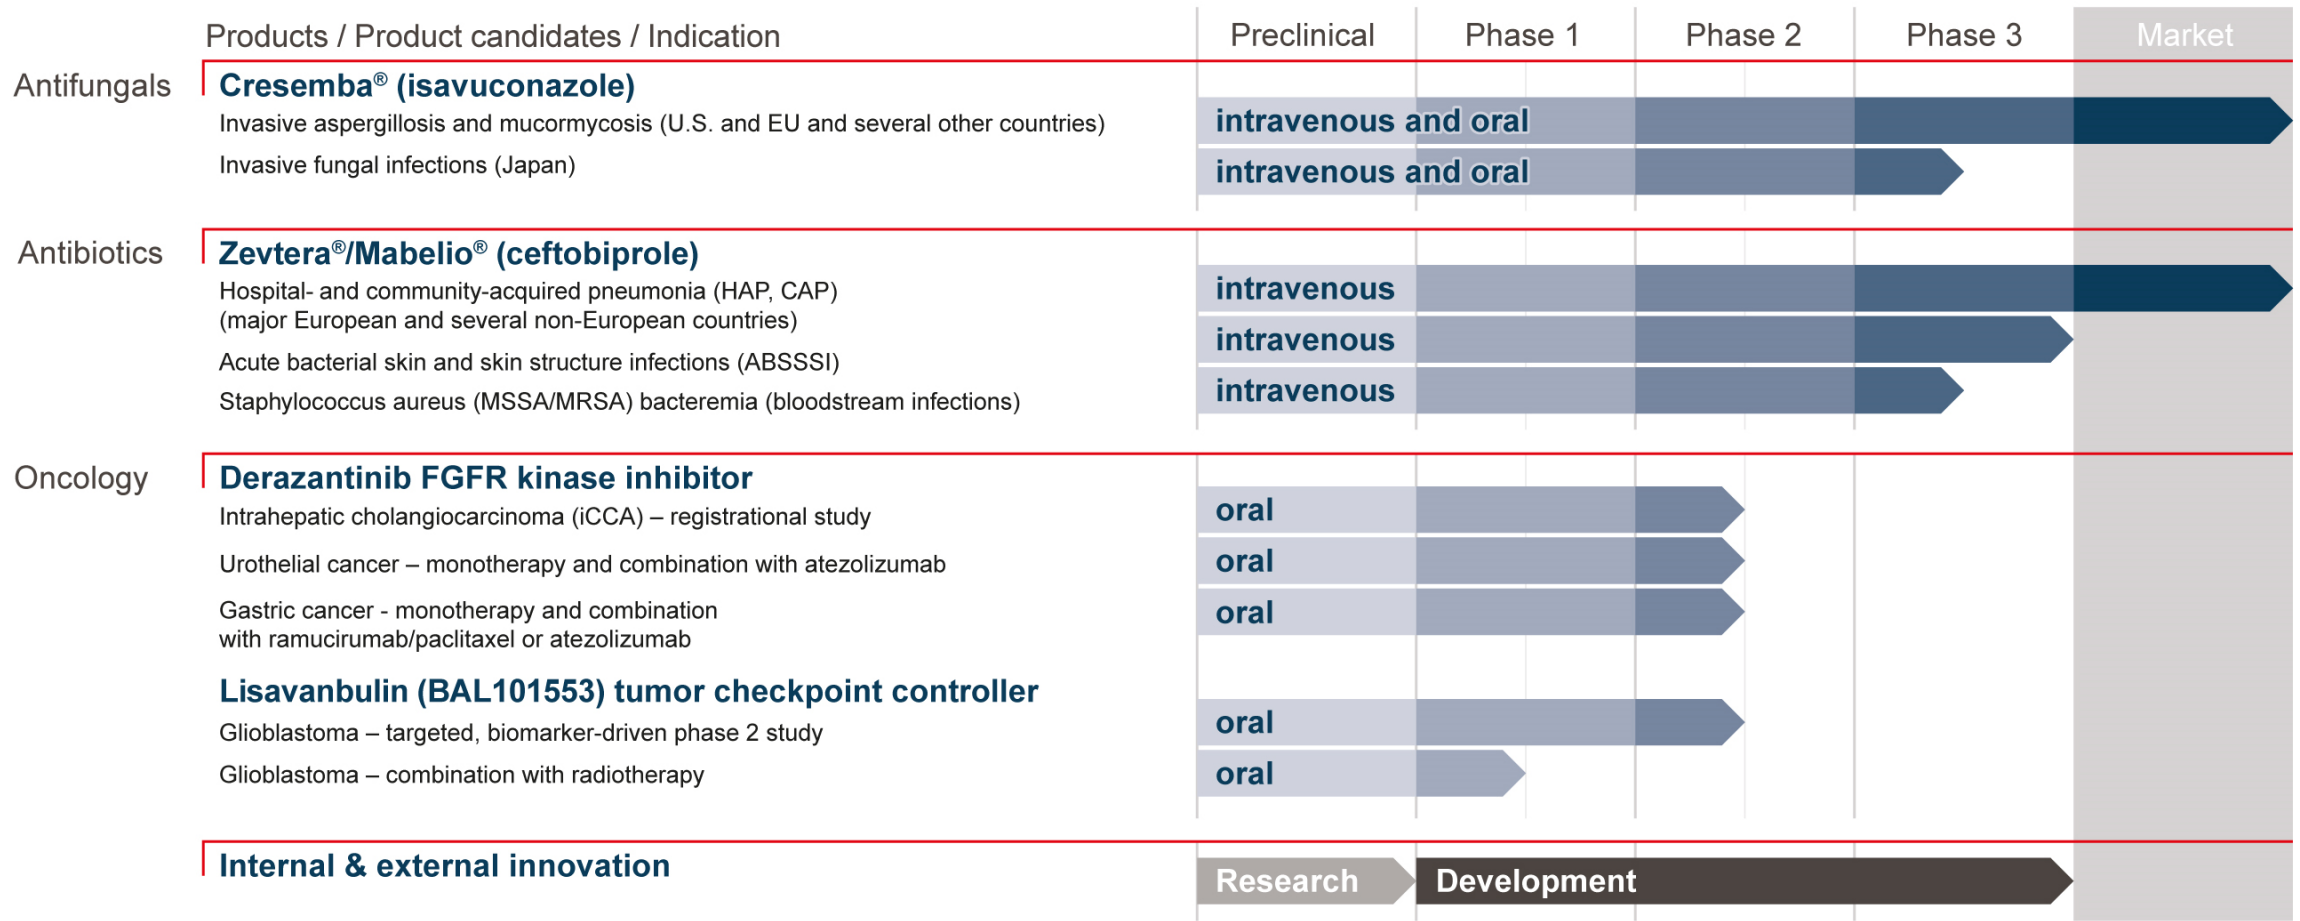 Products / Product candidates / Indication Preclinical Phase 1 Phase 2 Phase 3 Market
Antifungals Cresemba® (isavuconazole)
Invasive aspergillosis and mucormycosis (U.S. and EU and several other countries) intravenous and oral
Invasive fungal infections (Japan) intravenous and oral
Antibiotics Zevtera®/Mabelio® (ceftobiprole)
Hospital- and community-acquired pneumonia (HAP, CAP) intravenous
(major European and several non-European countries)
Acute bacterial skin and skin structure infections (ABSSSI) intravenous
Staphylococcus aureus (MSSA/MRSA) bacteremia (bloodstream infections) intravenous
Oncology Derazantinib FGFR kinase inhibitor
Intrahepatic cholangiocarcinoma (iCCA) – registrational study oral
Urothelial cancer – monotherapy and combination with atezolizumab oral
Gastric cancer - monotherapy and combination oral
with ramucirumab/paclitaxel or atezolizumab
Lisavanbulin (BAL101553) tumor checkpoint controller
Glioblastoma – targeted, biomarker-driven phase 2 study oral
Glioblastoma – combination with radiotherapy oral
Internal & external innovation Research Development